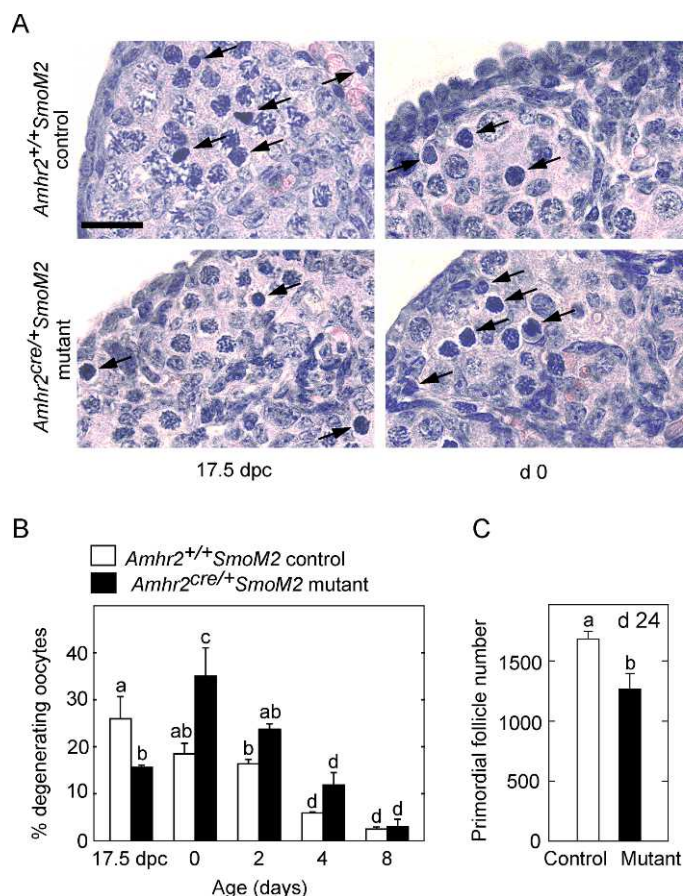 A
Amhr2+/+SmoM2
control
Amhr2cre/+SmoM2
mutant
17.5 dpc
d 0
B
Amhr2+/+SmoM2 control
Amhr2cre/+SmoM2 mutant
% degenerating oocytes
40
30
20
10
0
a
b
ab
c
b
ab
d
d
d
d
17.5 dpc
0
2
4
8
Age (days)
C
d 24
Primordial follicle number
1500
1000
500
0
a
b
Control
Mutant